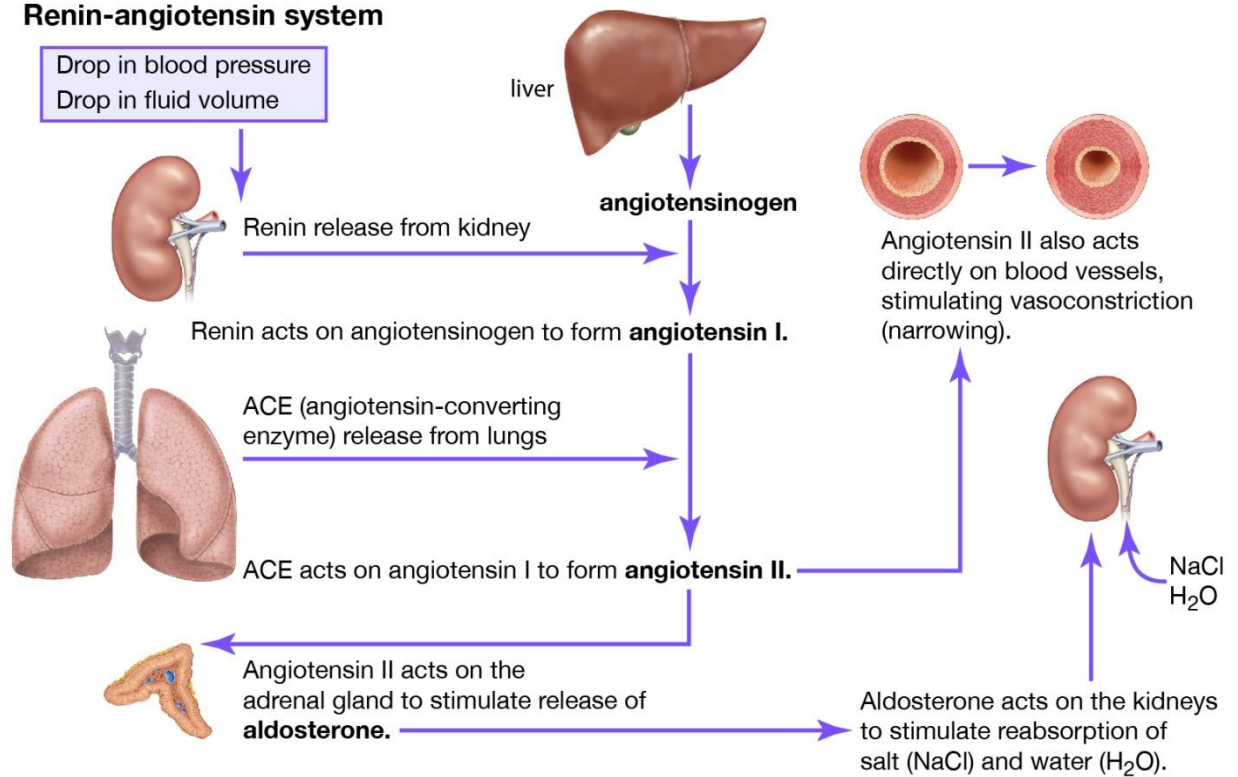 Renin-angiotensin system
Drop in blood pressure
Drop in fluid volume
liver
angiotensinogen
Renin release from kidney
Renin acts on angiotensinogen to form angiotensin I.
ACE (angiotensin-converting
enzyme) release from lungs
ACE acts on angiotensin I to form angiotensin II.
Angiotensin II acts on the
adrenal gland to stimulate release of
aldosterone.
Angiotensin II also acts
directly on blood vessels,
stimulating vasoconstriction
(narrowing).
NaCl
H₂O
Aldosterone acts on the kidneys
to stimulate reabsorption of
salt (NaCl) and water (H₂O).